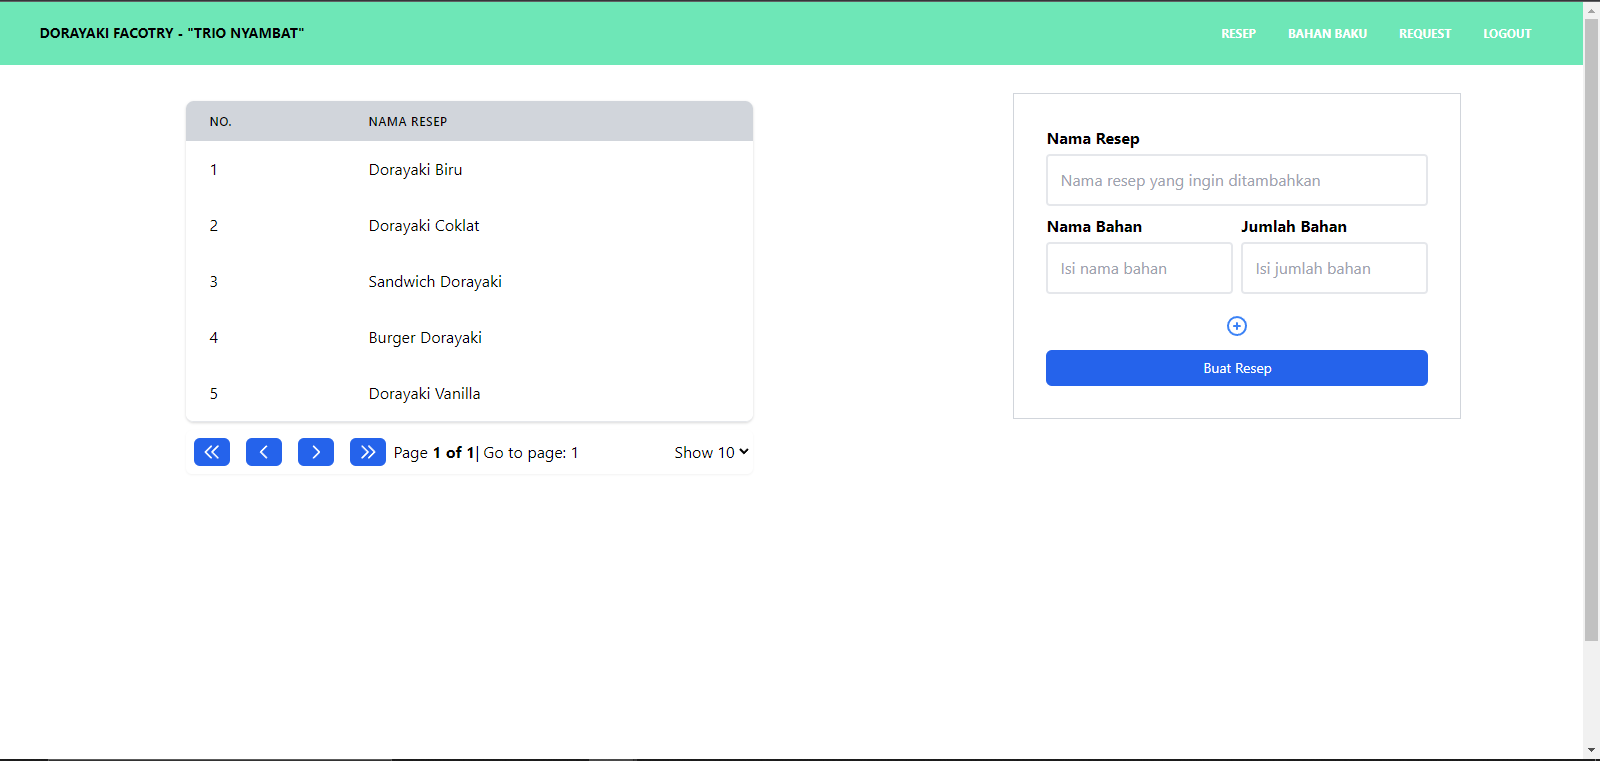 DORAYAKI FACOTRY - "TRIO NYAMBAT"
RESEP BAHAN BAKU REQUEST LOGOUT
NO. NAMA RESEP
1 Dorayaki Biru
2 Dorayaki Coklat
3 Sandwich Dorayaki
4 Burger Dorayaki
5 Dorayaki Vanilla
Page 1 of 1| Go to page: 1 Show 10
Nama Resep
Nama resep yang ingin ditambahkan
Nama Bahan Jumlah Bahan
Isi nama bahan Isi jumlah bahan
Buat Resep